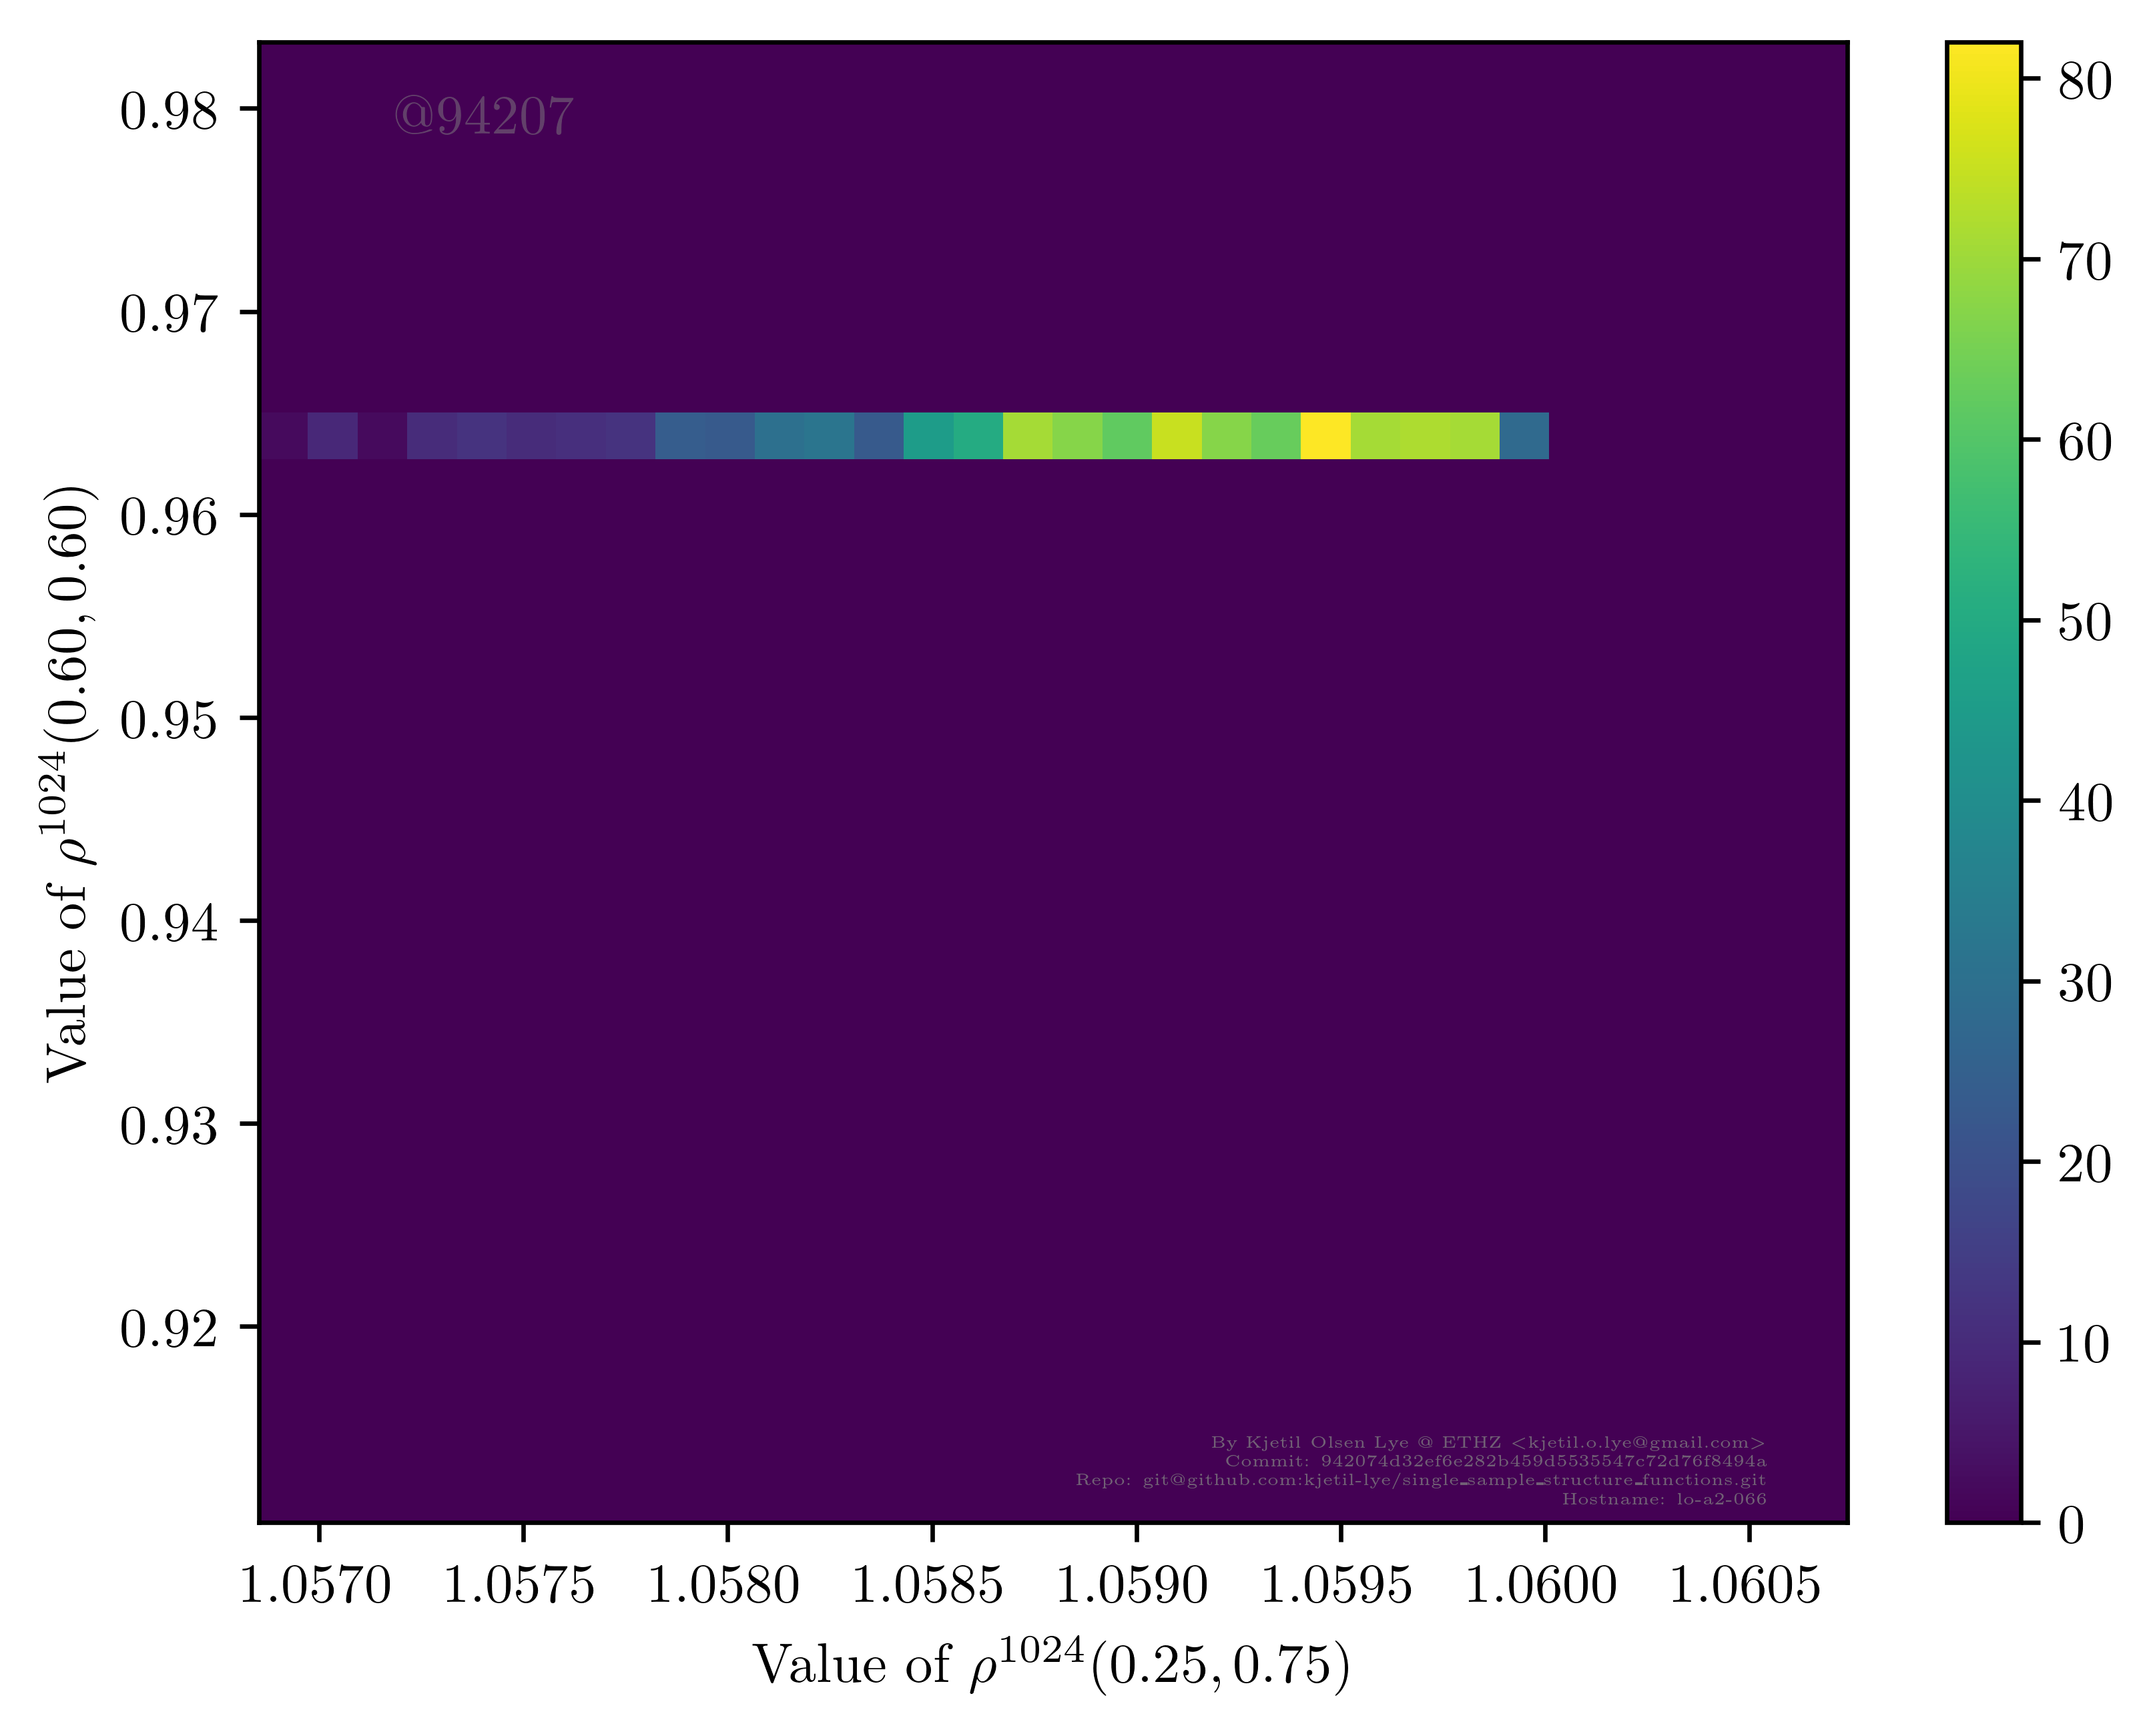 @94207
0.98
0.97
0.96
0.95
0.94
0.93
0.92
Value of ρ¹⁰²⁴(0.60, 0.60)
1.0570 1.0575 1.0580 1.0585 1.0590 1.0595 1.0600 1.0605
Value of ρ¹⁰²⁴(0.25, 0.75)
80
70
60
50
40
30
20
10
0
By Kjetil Olsen Lye @ ETHZ <kjetil.o.lye@gmail.com>
Commit: 942074d32ef6e282b459d5535547c72d76f8494a
Repo: git@github.com:kjetil-lye/single_sample_structure_functions.git
Hostname: lo-a2-066